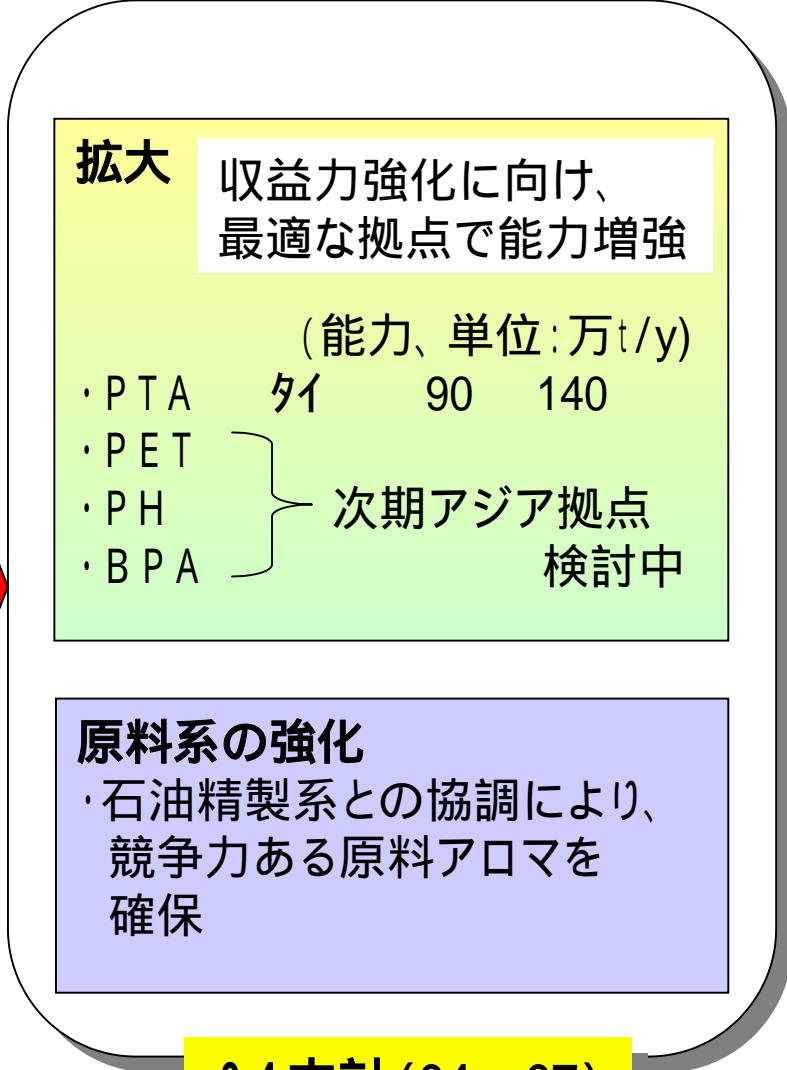 拡大
収益力強化に向け、
最適な拠点で能力増強
(能力、単位:万t/y)
・PTA タイ 90 140
・PET
・PH 次期アジア拠点
・BPA 検討中
原料系の強化
・石油精製系との協調により、
競争力ある原料アロマを
確保